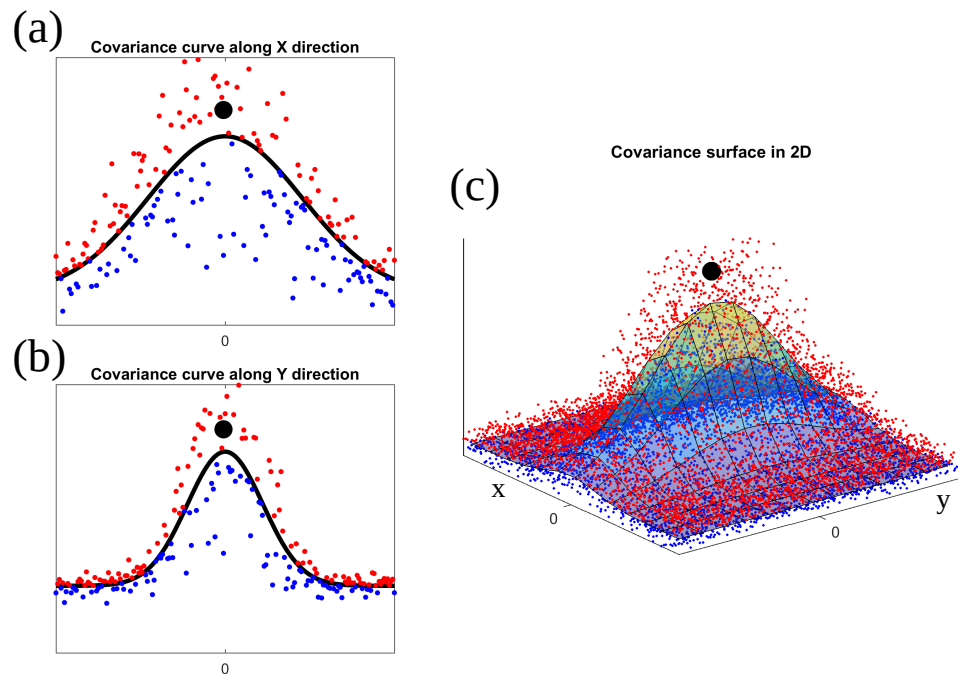 (a)
Covariance curve along X direction
0
(b)
Covariance curve along Y direction
0
Covariance surface in 2D
(c)
x
0
y
0